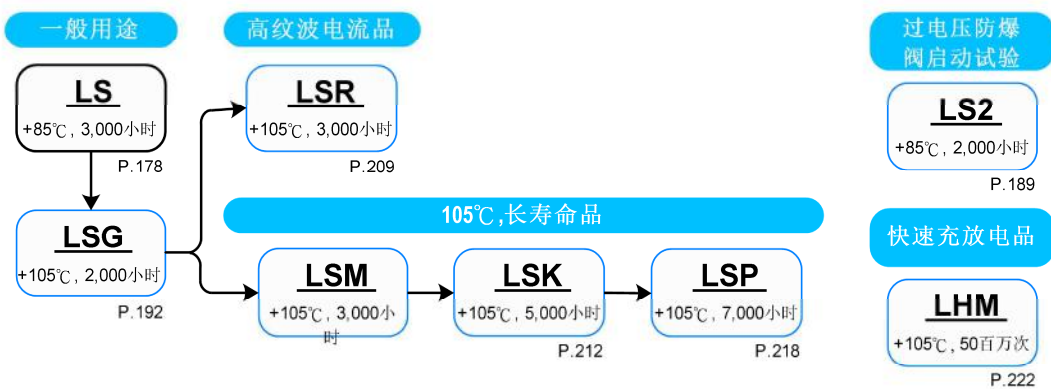 一般用途
LS
+85℃, 3,000小时
P.178
LSG
+105℃, 2,000小时
P.192
高纹波电流品
LSR
+105℃, 3,000小时
P.209
105℃,长寿命品
LSM
+105℃, 3,000小
时
LSK
+105℃, 5,000小时
P.212
LSP
+105℃, 7,000小时
P.218
过电压防爆
阀启动试验
LS2
+85℃, 2,000小时
P.189
快速充放电品
LHM
+105℃, 50百万次
P.222